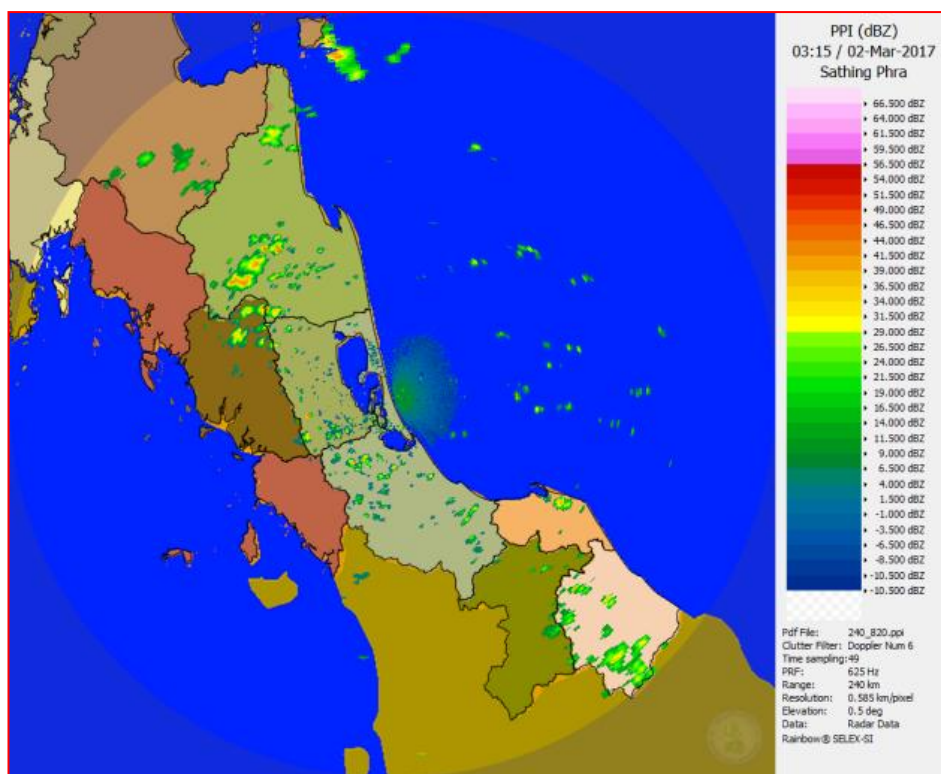 PPI (dBZ)
03:15 / 02-Mar-2017
Sathing Phra
66.500 dBZ
64.000 dBZ
61.500 dBZ
59.500 dBZ
56.500 dBZ
54.000 dBZ
51.500 dBZ
49.000 dBZ
46.500 dBZ
44.000 dBZ
41.500 dBZ
39.000 dBZ
36.500 dBZ
34.000 dBZ
31.500 dBZ
29.000 dBZ
26.500 dBZ
24.000 dBZ
21.500 dBZ
19.000 dBZ
16.500 dBZ
14.000 dBZ
11.500 dBZ
9.000 dBZ
6.500 dBZ
4.000 dBZ
1.500 dBZ
-1.000 dBZ
-3.500 dBZ
-6.500 dBZ
-8.500 dBZ
-10.500 dBZ
-10.500 dBZ
Pdf File: 240_820.ppi
Clutter Filter: Doppler Num 6
Time sampling:49
PRF: 625 Hz
Range: 240 km
Resolution: 0.585 km/pixel
Elevation: 0.5 deg
Data: Radar Data
Rainbow® SELEX-SI